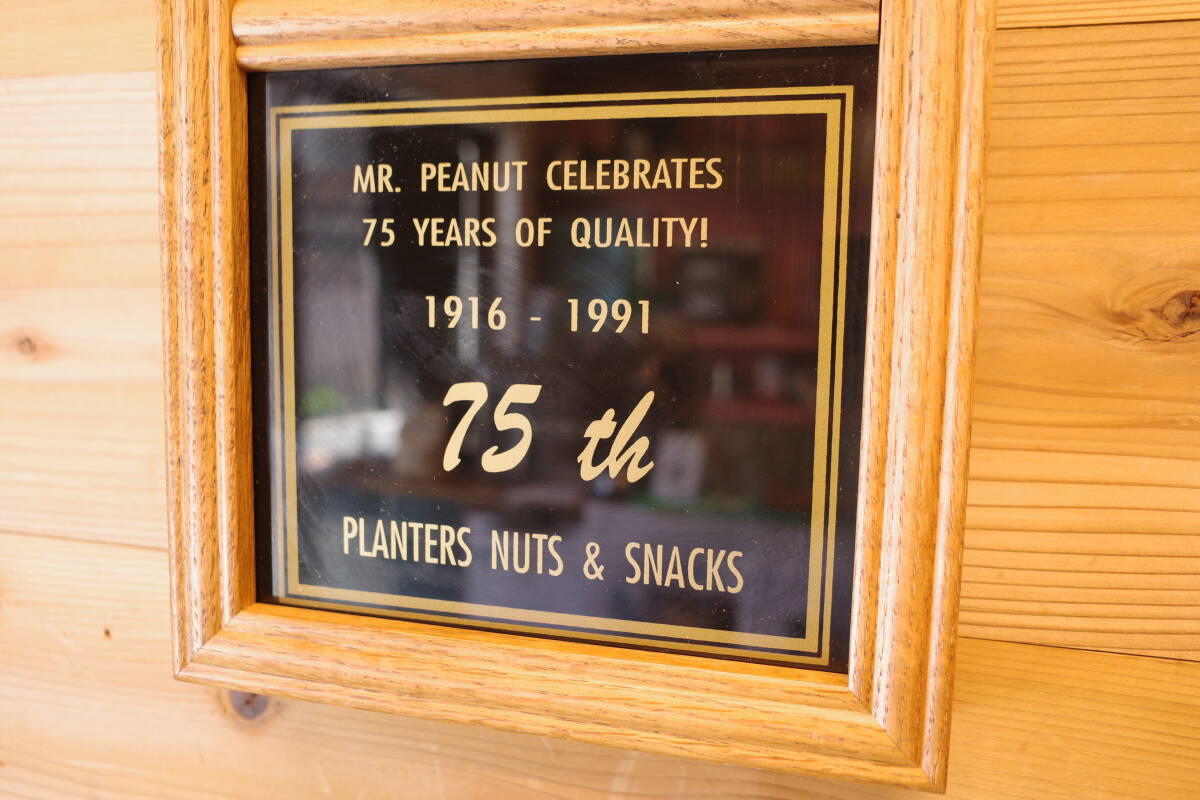 MR. PEANUT CELEBRATES
75 YEARS OF QUALITY!
1916 - 1991
75 th
PLANTERS NUTS & SNACKS